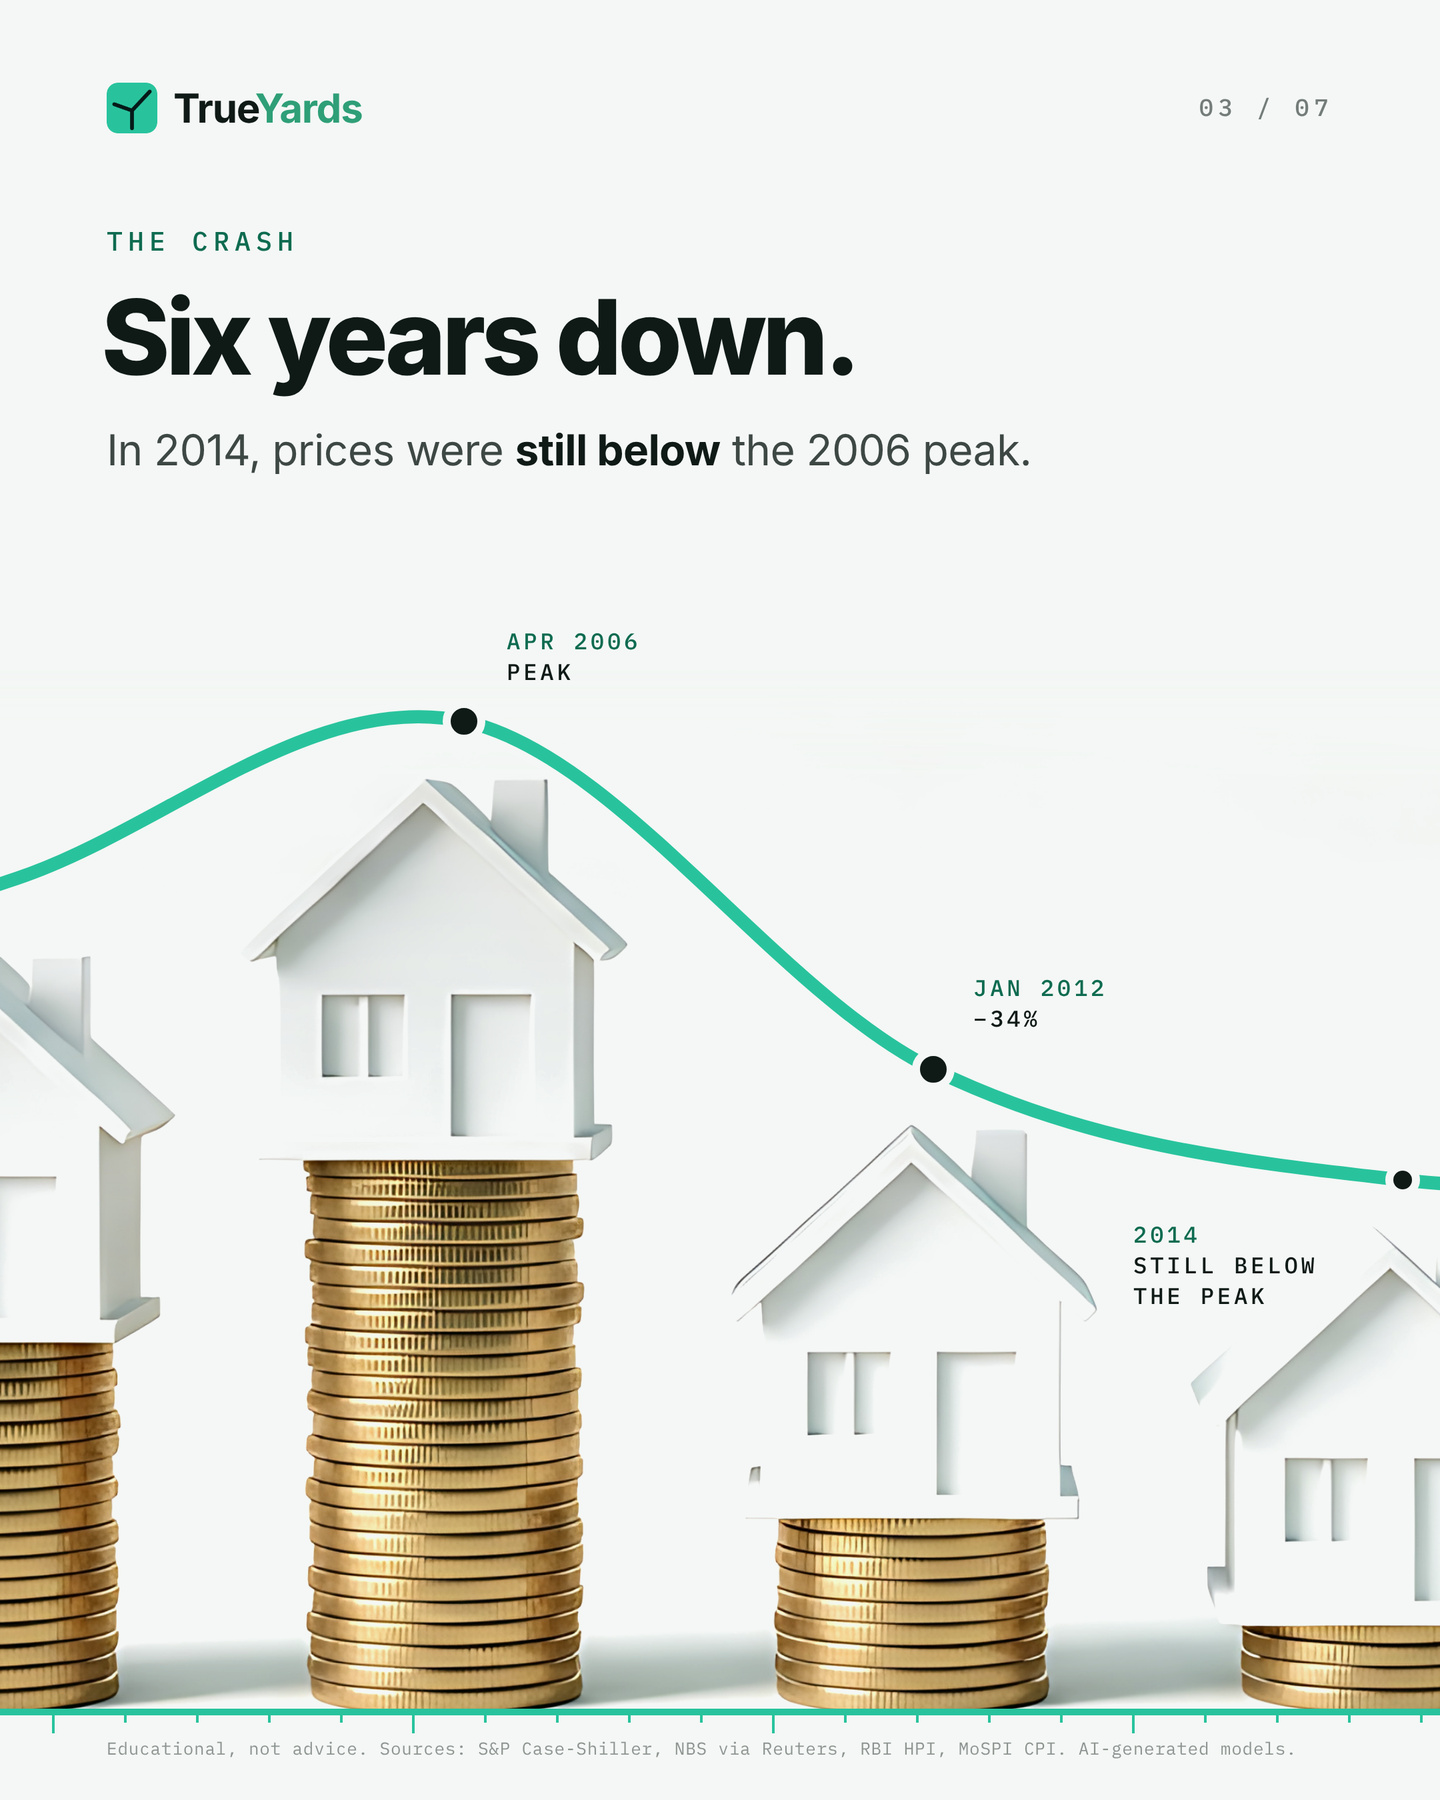 TrueYards
03 / 07
THE CRASH
Six years down.
In 2014, prices were still below the 2006 peak.
APR 2006
PEAK
JAN 2012
−34%
2014
STILL BELOW
THE PEAK
Educational, not advice. Sources: S&P Case-Shiller, NBS via Reuters, RBI HPI, MoSPI CPI. AI-generated models.